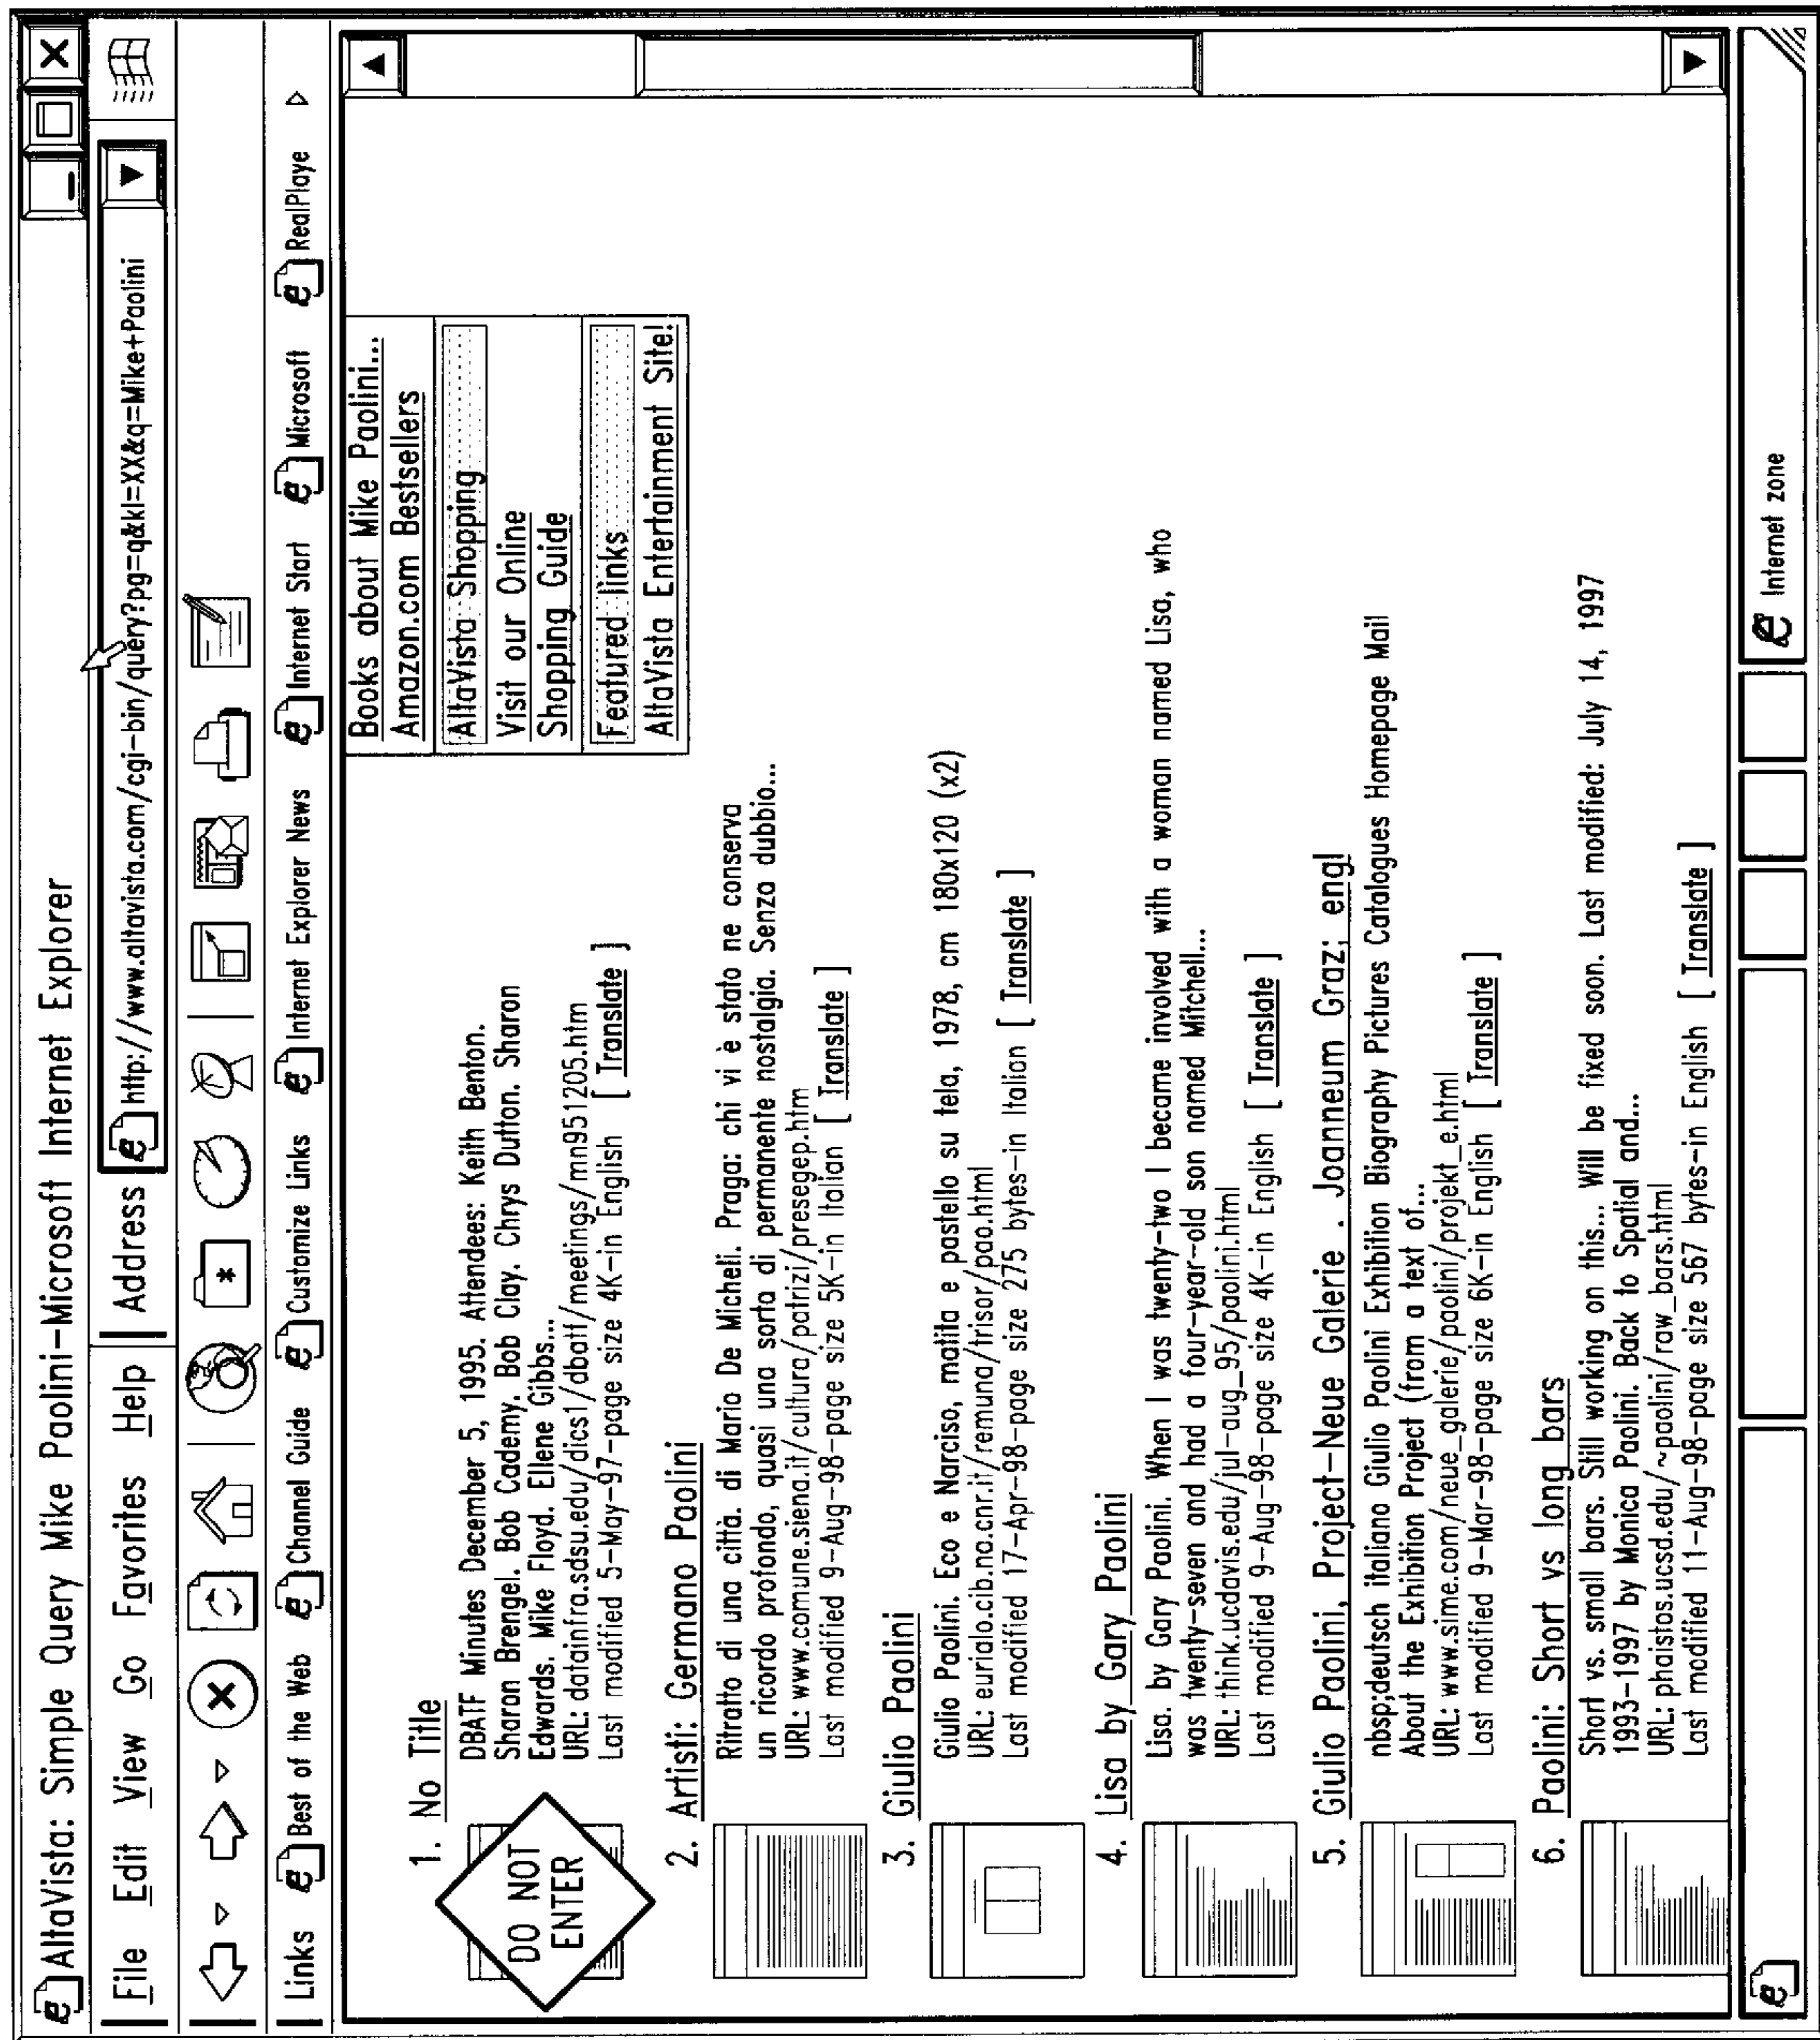 AltaVista: Simple Query Mike Paolini-Microsoft Internet Explorer
File Edit View Go Favorites Help Address http://www.altavista.com/cgi-bin/query?pg=q&kl=XX&q=Mike+Paolini
Links Best of the Web Channel Guide Customize Links Internet Explorer News Internet Start Microsoft RealPlaye
Books about Mike Paolini...
Amazon.com Bestsellers
AltaVista Shopping
Visit our Online
Shopping Guide
Featured links
AltaVista Entertainment Site!
1. No Title
DO NOT
ENTER
DBATF Minutes December 5, 1995. Attendees: Keith Benton.
Sharon Brengel. Bob Cademy. Bob Clay. Chrys Dutton. Sharon
Edwards. Mike Floyd. Ellene Gibbs...
URL: datainfra.sdsu.edu/dics1/dbatf/meetings/mn951205.htm
Last modified 5-May-97-page size 4K-in English [ Translate ]
2. Artisti: Germano Paolini
Ritratto di una città. di Mario De Micheli. Praga: chi vi è stato ne conserva
un ricordo profondo, quasi una sorta di permanente nostalgia. Senza dubbio...
URL: www.comune.siena.it/cultura/patrizi/presegep.htm
Last modified 9-Aug-98-page size 5K-in Italian [ Translate ]
3. Giulio Paolini
Giulio Paolini. Eco e Narciso, matita e pastello su tela, 1978, cm 180x120 (x2)
URL: eurialo.cib.na.cnr.it/remuna/trisor/pao.html
Last modified 17-Apr-98-page size 275 bytes-in Italian [ Translate ]
4. Lisa by Gary Paolini
Lisa. by Gary Paolini. When I was twenty-two I became involved with a woman named Lisa, who
was twenty-seven and had a four-year-old son named Mitchell...
URL: think.ucdavis.edu/jul-aug_95/paolini.html
Last modified 9-Aug-98-page size 4K-in English [ Translate ]
5. Giulio Paolini, Project-Neue Galerie . Joanneum Graz; engl
nbsp;deutsch italiano Giulio Paolini Exhibition Biography Pictures Catalogues Homepage Mail
About the Exhibition Project (from a text of...
URL: www.sime.com/neue_galerie/paolini/projekt_e.html
Last modified 9-Mar-98-page size 6K-in English [ Translate ]
6. Paolini: Short vs long bars
Short vs. small bars. Still working on this... Will be fixed soon. Last modified: July 14, 1997
1993-1997 by Monica Paolini. Back to Spatial and...
URL: phaistos.ucsd.edu/~paolini/raw_bars.html
Last modified 11-Aug-98-page size 567 bytes-in English [ Translate ]
Internet zone